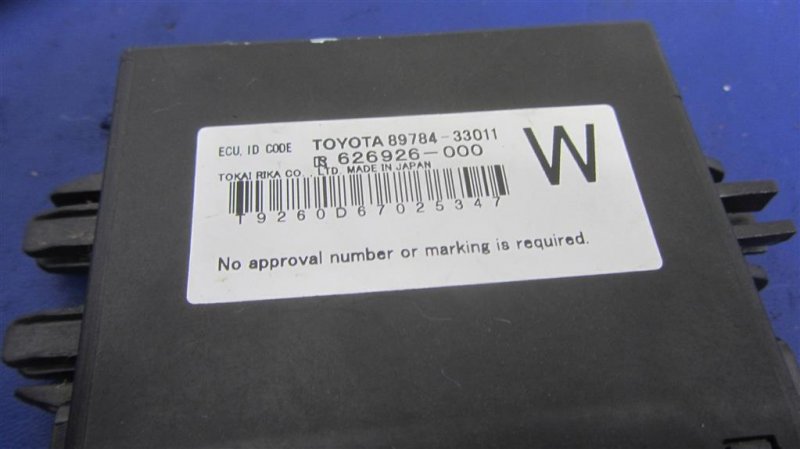 ECU. ID CODE TOYOTA 89784-33011
626926-000
TOKAI RIKA CO., LTD. MADE IN JAPAN
W
T9260D67025347
No approval number or marking is required.